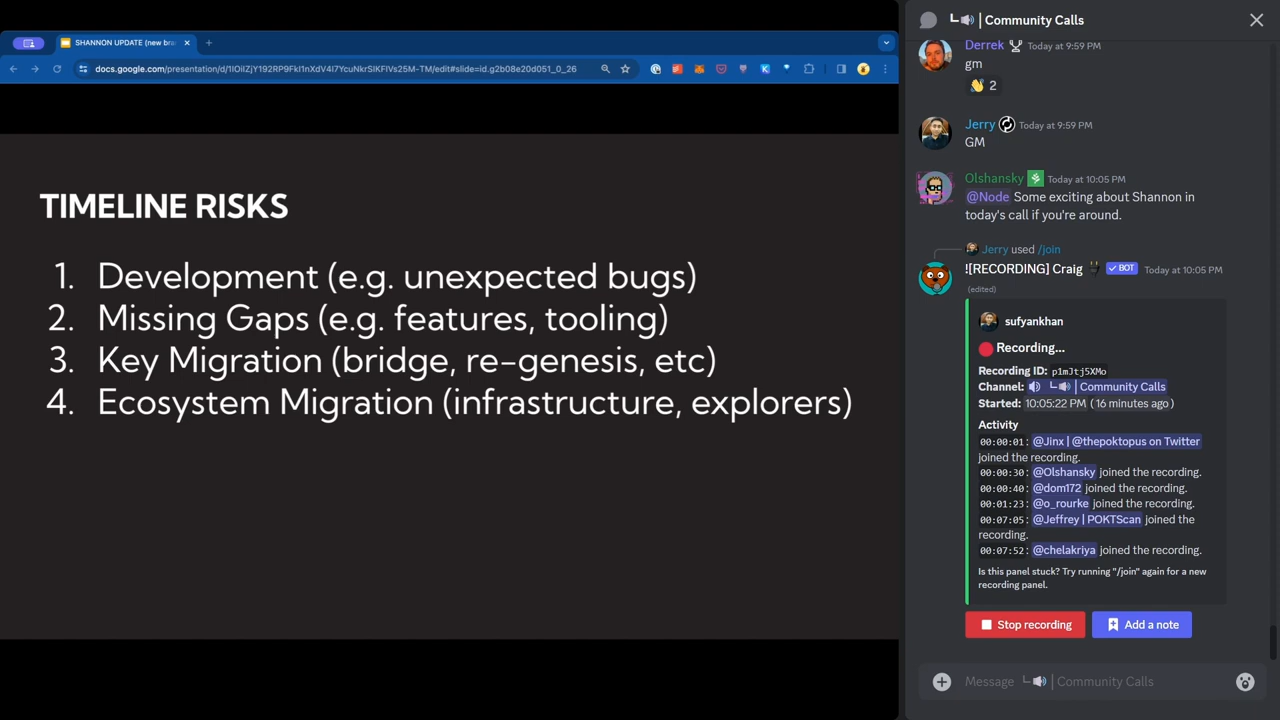 SHANNON UPDATE (new bra
docs.google.com/presentation/d/1IOiIZjY192RP9FkI1nXdV4I7YcuNkrSIKFIVs25M-TM/edit#slide=id.g2b08e20d051_0_26
TIMELINE RISKS
1. Development (e.g. unexpected bugs)
2. Missing Gaps (e.g. features, tooling)
3. Key Migration (bridge, re-genesis, etc)
4. Ecosystem Migration (infrastructure, explorers)
Community Calls
Derrek Today at 9:59 PM
gm
2
Jerry Today at 9:59 PM
GM
Olshansky Today at 10:05 PM
@Node Some exciting about Shannon in
today's call if you're around.
Jerry used /join
![RECORDING] Craig BOT Today at 10:05 PM
(edited)
sufyankhan
Recording...
Recording ID: p1mJtj5XMo
Channel: | Community Calls
Started: 10:05:22 PM (16 minutes ago)
Activity
00:00:01: @Jinx | @thepoktopus on Twitter
joined the recording.
00:00:30: @Olshansky joined the recording.
00:00:40: @dom172 joined the recording.
00:01:23: @o_rourke joined the recording.
00:07:05: @Jeffrey | POKTScan joined the
recording.
00:07:52: @chelakriya joined the recording.
Is this panel stuck? Try running "/join" again for a new
recording panel.
Stop recording
Add a note
Message | Community Calls